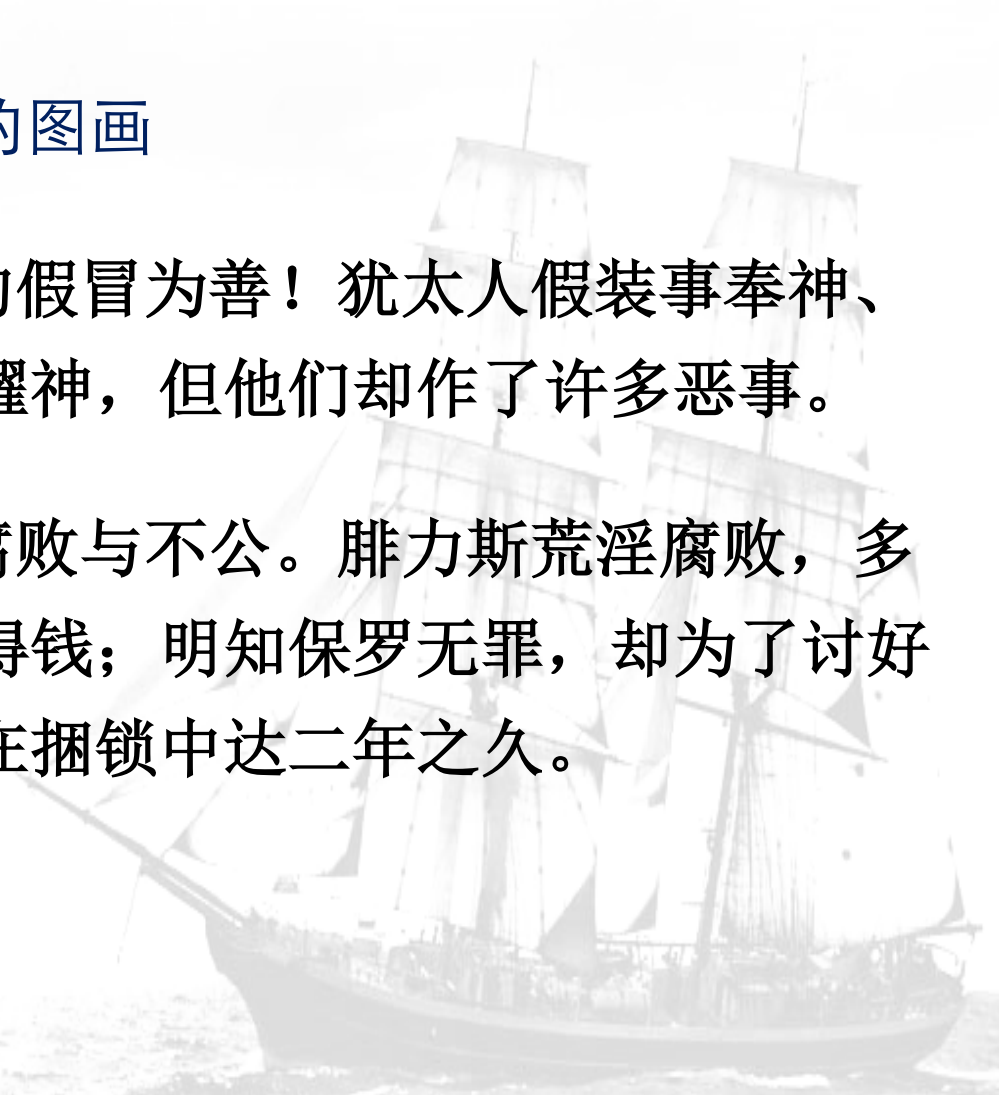 的图画
的假冒为善！犹太人假装事奉神、
耀神，但他们却作了许多恶事。
腐败与不公。腓力斯荒淫腐败，多
得钱；明知保罗无罪，却为了讨好
在捆锁中达二年之久。